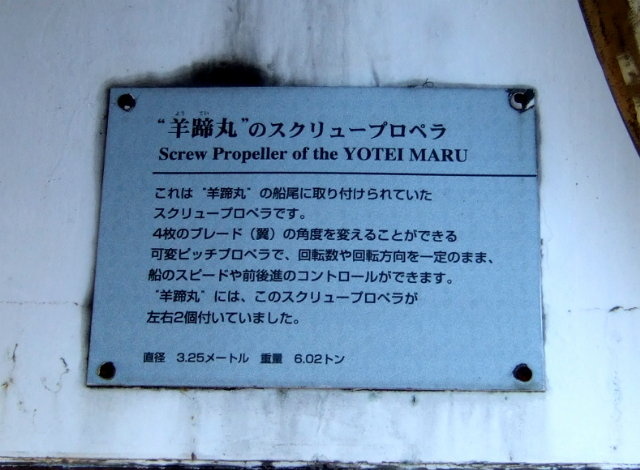 よう てい
“羊蹄丸”のスクリュープロペラ
Screw Propeller of the YOTEI MARU
これは“羊蹄丸”の船尾に取り付けられていた
スクリュープロペラです。
4枚のブレード（翼）の角度を変えることができる
可変ピッチプロペラで、回転数や回転方向を一定のまま、
船のスピードや前後進のコントロールができます。
“羊蹄丸”には、このスクリュープロペラが
左右2個付いていました。
直径 3.25メートル 重量 6.02トン